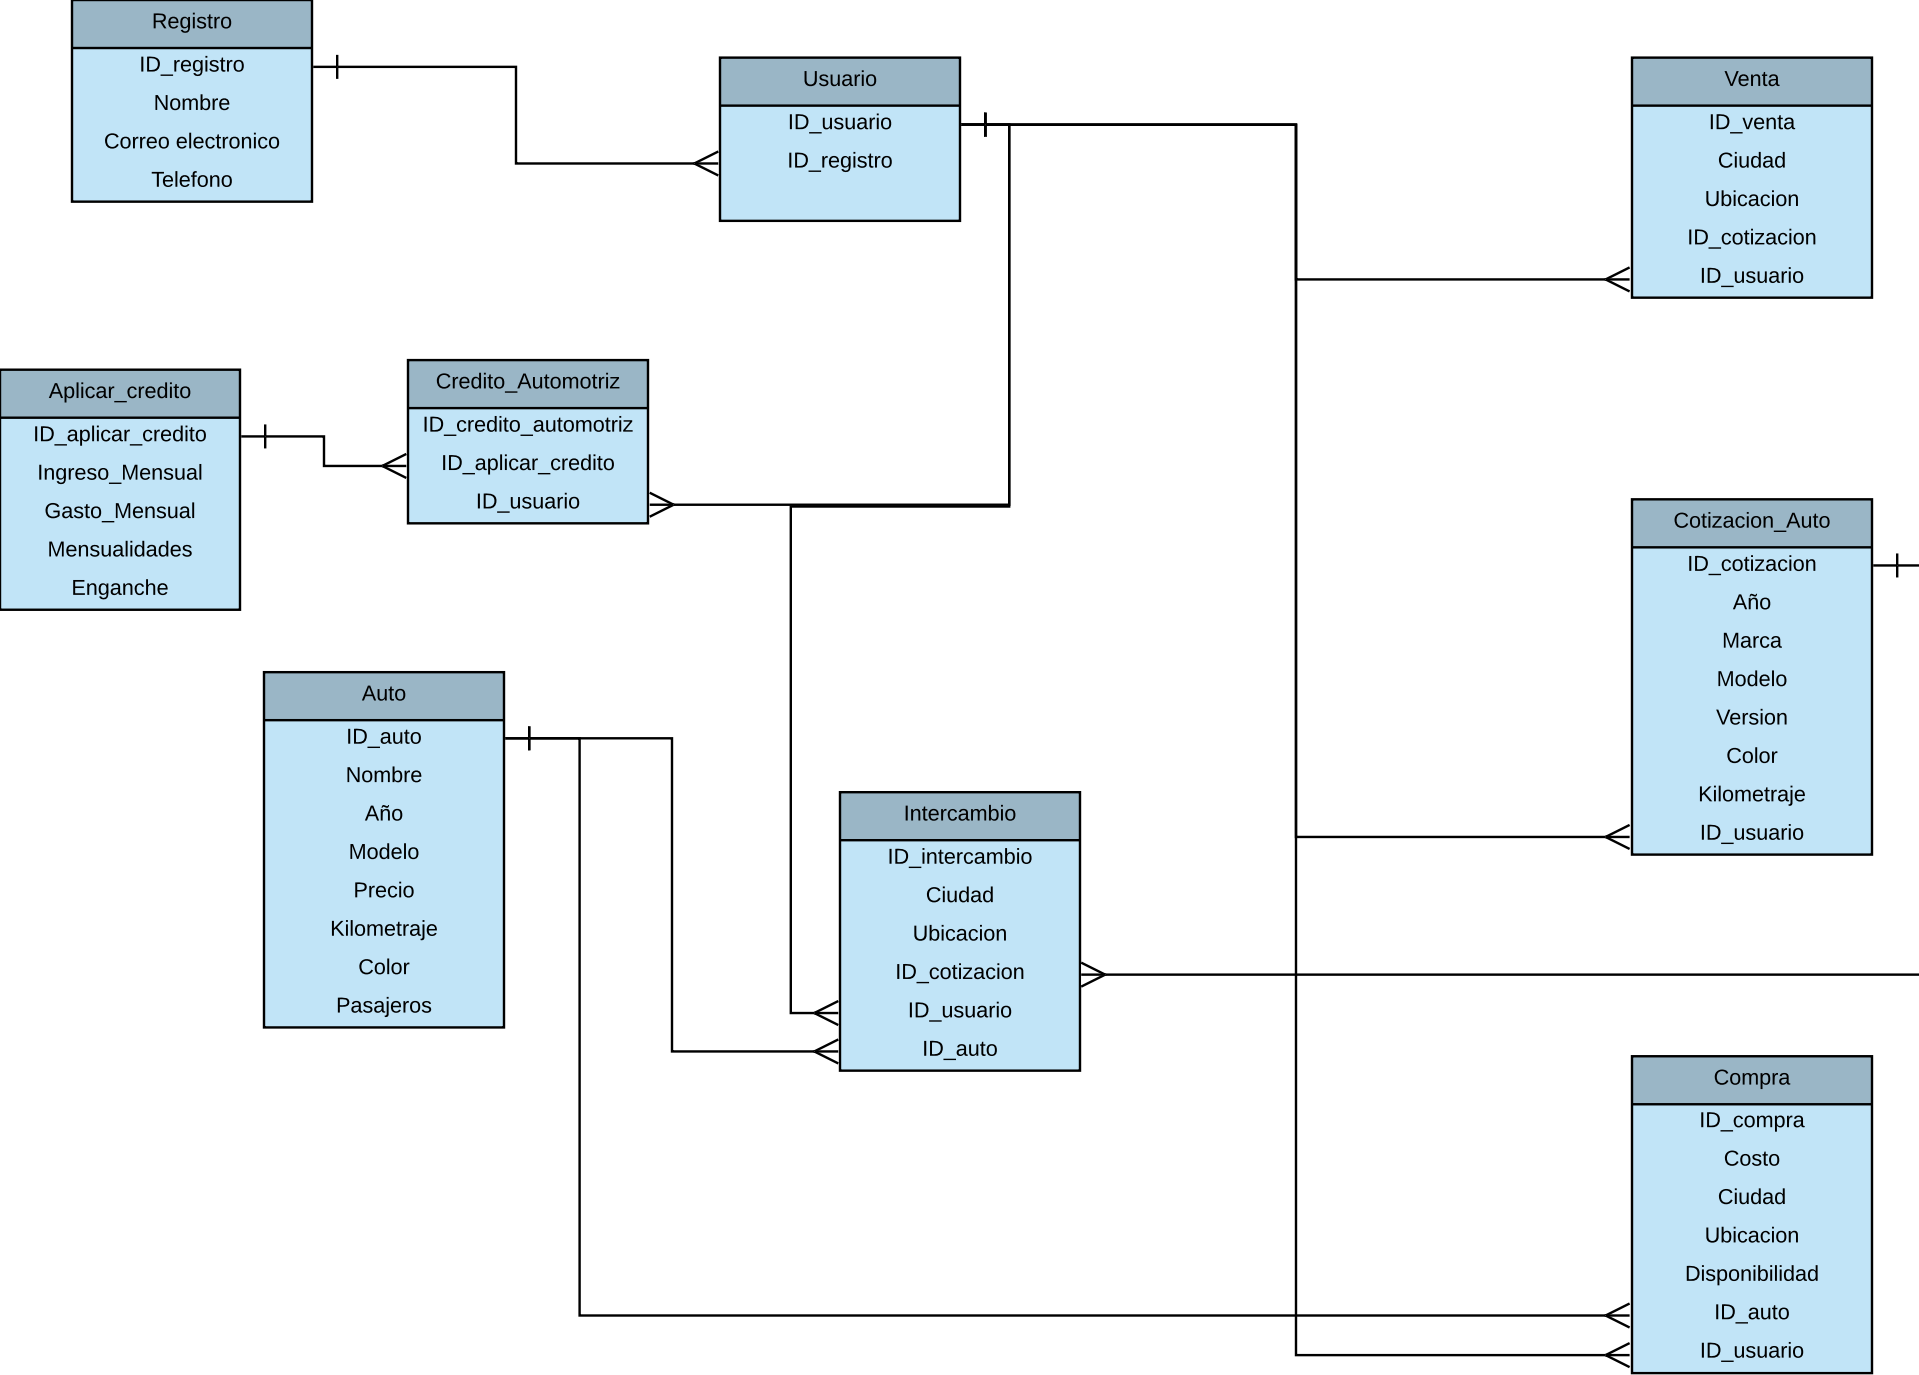 Registro
ID_registro
Nombre
Correo electronico
Telefono
Usuario
ID_usuario
ID_registro
Venta
ID_venta
Ciudad
Ubicacion
ID_cotizacion
ID_usuario
Aplicar_credito
ID_aplicar_credito
Ingreso_Mensual
Gasto_Mensual
Mensualidades
Enganche
Credito_Automotriz
ID_credito_automotriz
ID_aplicar_credito
ID_usuario
Cotizacion_Auto
ID_cotizacion
Año
Marca
Modelo
Version
Color
Kilometraje
ID_usuario
Auto
ID_auto
Nombre
Año
Modelo
Precio
Kilometraje
Color
Pasajeros
Intercambio
ID_intercambio
Ciudad
Ubicacion
ID_cotizacion
ID_usuario
ID_auto
Compra
ID_compra
Costo
Ciudad
Ubicacion
Disponibilidad
ID_auto
ID_usuario